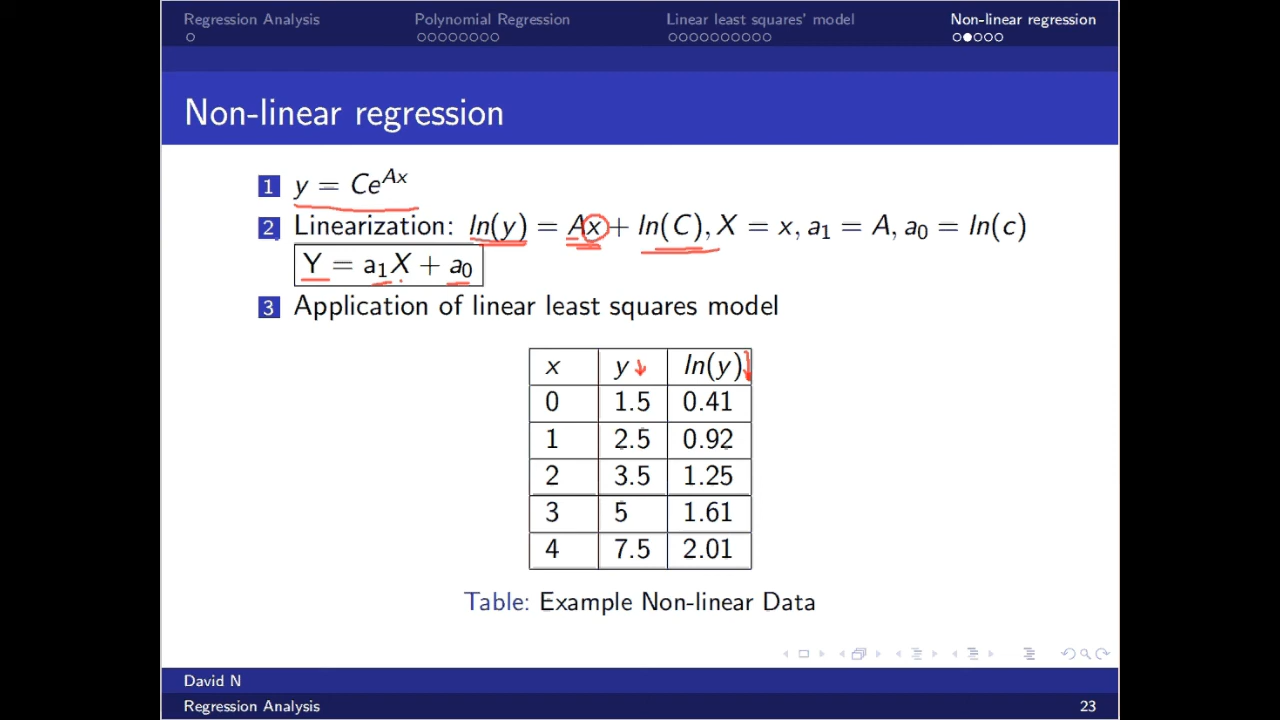 Regression Analysis Polynomial Regression Linear least squares' model Non-linear regression
Non-linear regression
1 y = Ce^{Ax}
2 Linearization: ln(y) = Ax + ln(C), X = x, a₁ = A, a₀ = ln(c)
Y = a₁X + a₀
3 Application of linear least squares model
x y ln(y)
0 1.5 0.41
1 2.5 0.92
2 3.5 1.25
3 5 1.61
4 7.5 2.01
Table: Example Non-linear Data
David N
Regression Analysis 23